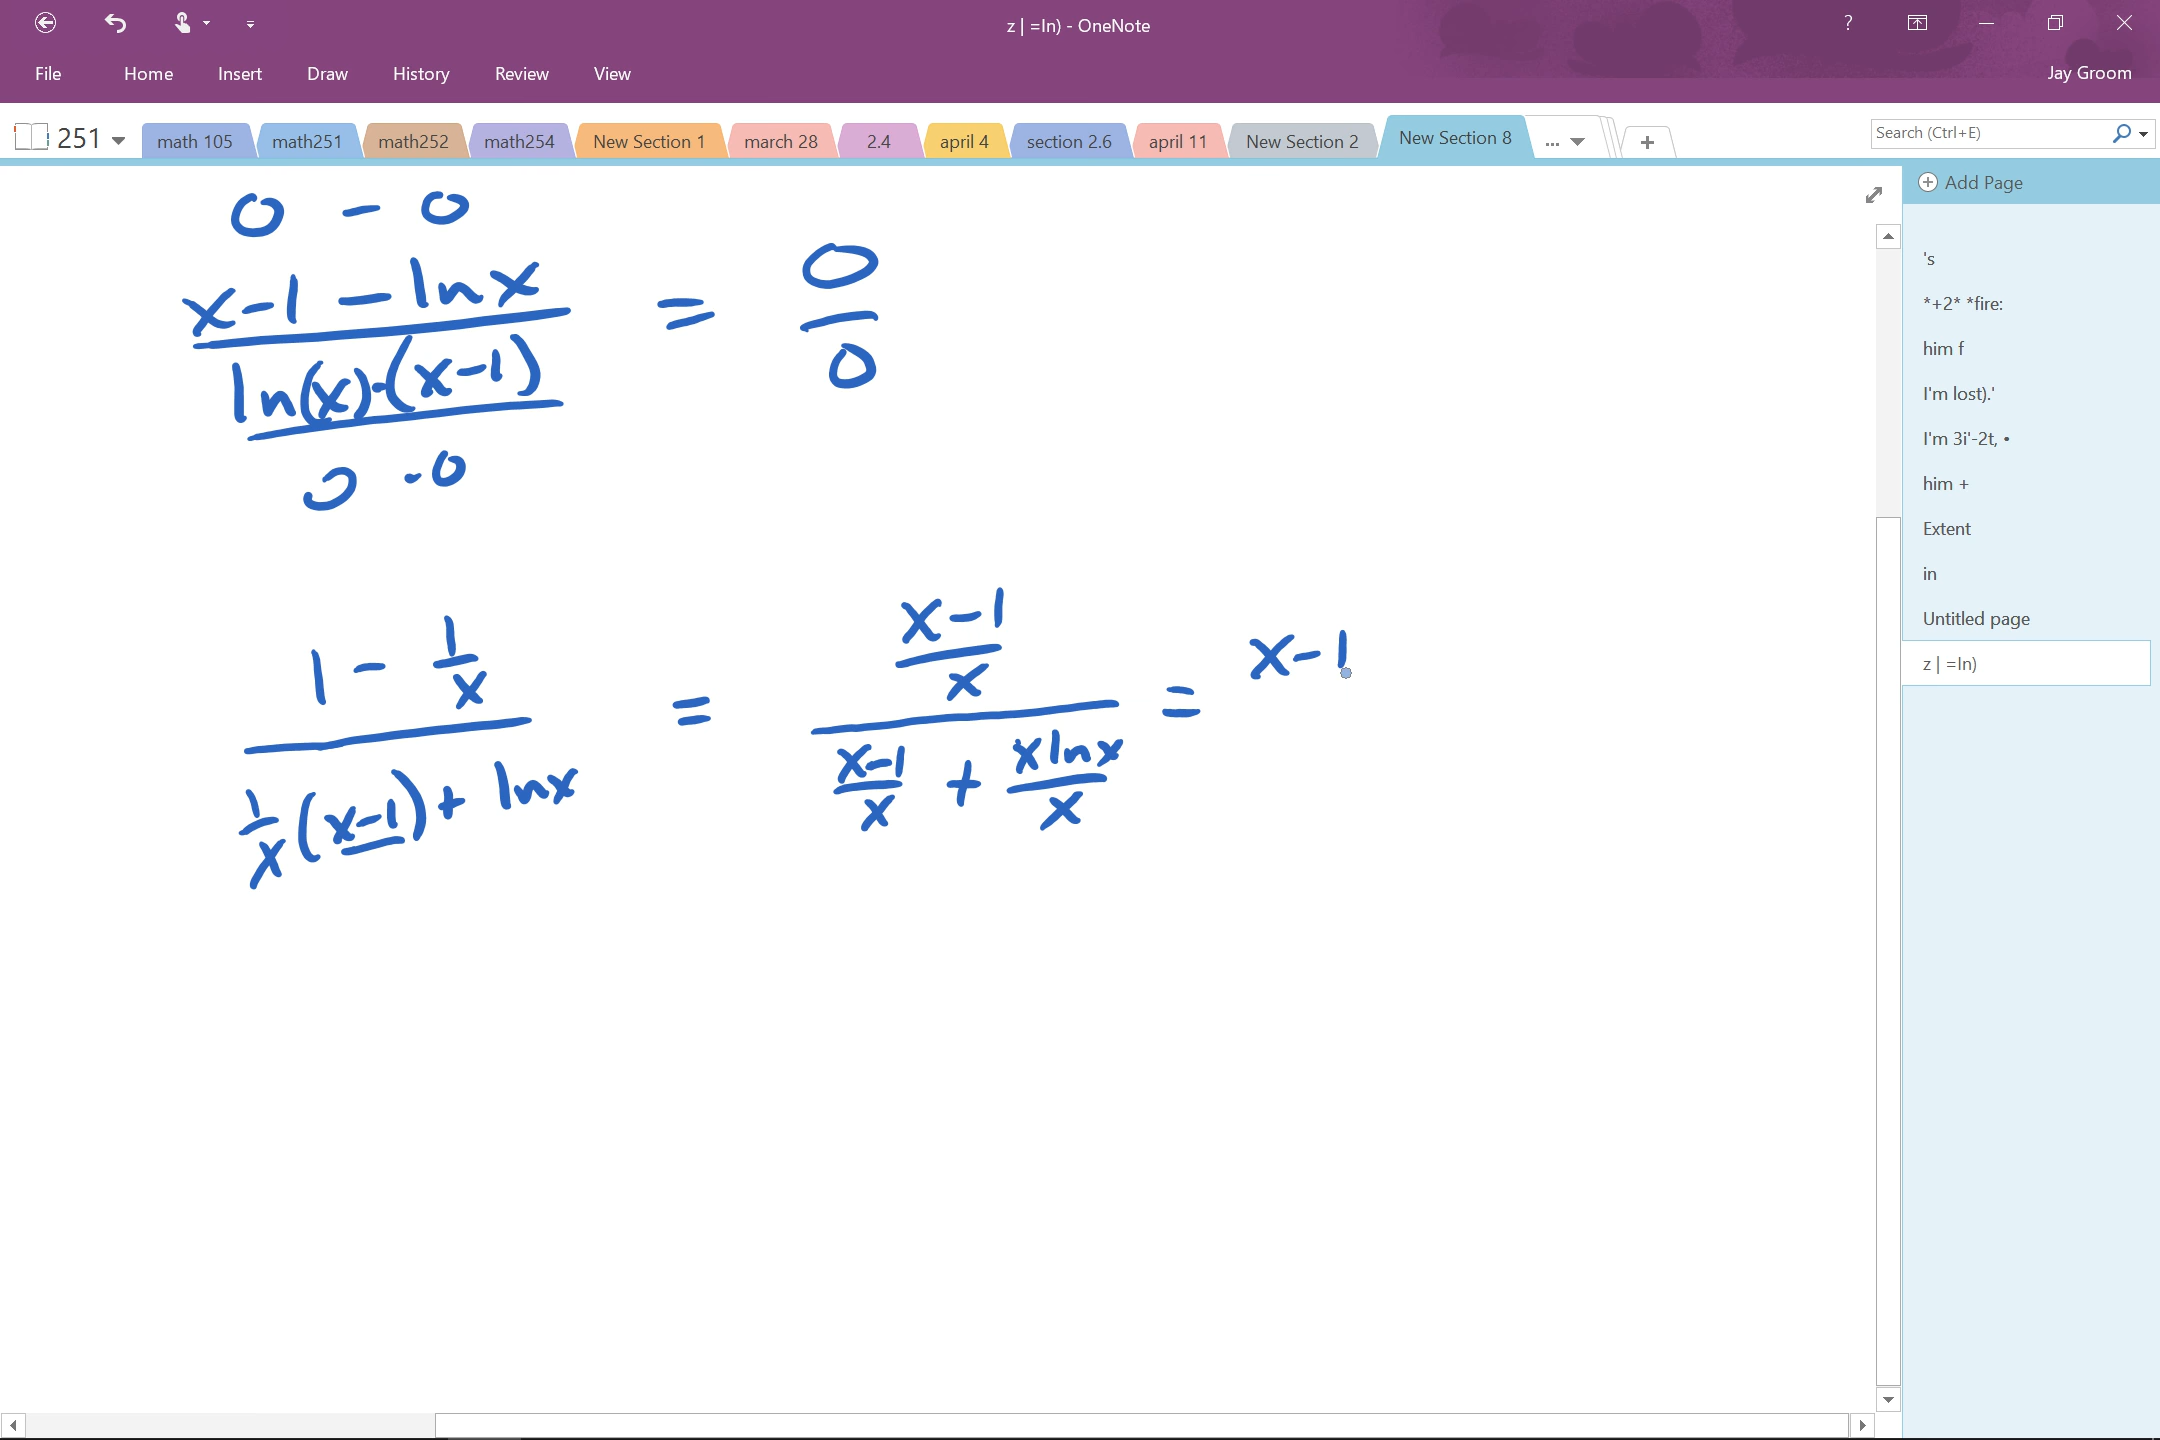 z | =ln) - OneNote
?
File Home Insert Draw History Review View
Jay Groom
251 math 105 math251 math252 math254 New Section 1 march 28 2.4 april 4 section 2.6 april 11 New Section 2 New Section 8 ... +
Search (Ctrl+E)
Add Page
's
*+2* *fire:
him f
I'm lost).'
I'm 3i'-2t, •
him +
Extent
in
Untitled page
z | =ln)
0 - 0
x-1 - ln x = 0
ln(x)·(x-1) 0
0 ·0
1 - 1/x = (x-1)/x = x-1
1/x (x-1) + lnx (x-1)/x + (x lnx)/x